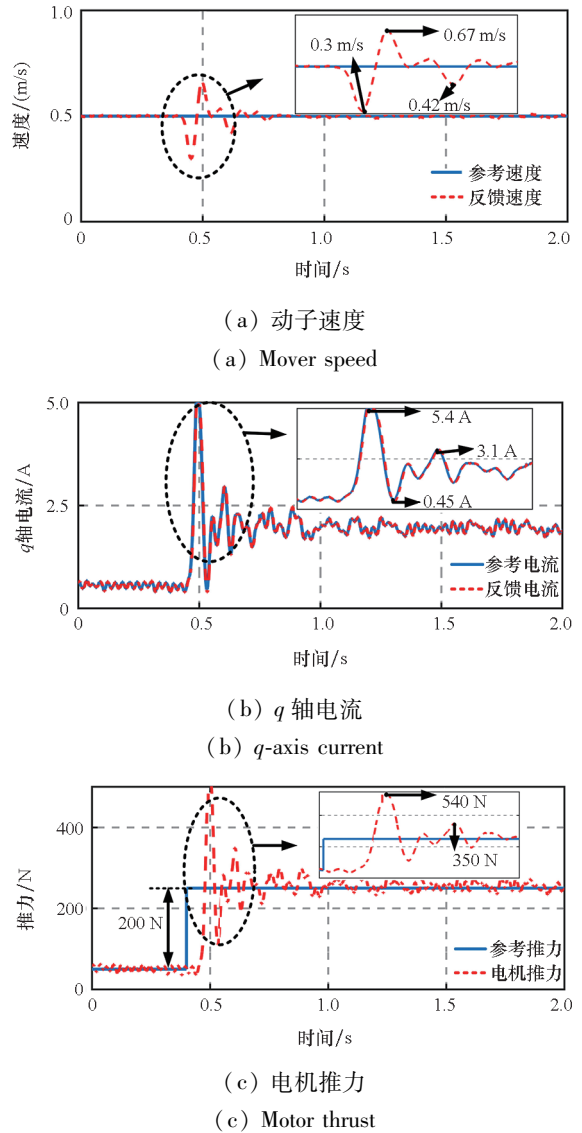 1.0
0.67 m/s
0.3 m/s
0.42 m/s
速度/(m/s)
0.5
参考速度
反馈速度
0
0 0.5 1.0 1.5 2.0
时间/s
(a) 动子速度
(a) Mover speed
5.0
5.4 A
3.1 A
0.45 A
q轴电流/A
2.5
参考电流
反馈电流
0
0 0.5 1.0 1.5 2.0
时间/s
(b) q 轴电流
(b) q-axis current
540 N
350 N
400
推力/N
200
200 N
参考推力
电机推力
0
0 0.5 1.0 1.5 2.0
时间/s
(c) 电机推力
(c) Motor thrust